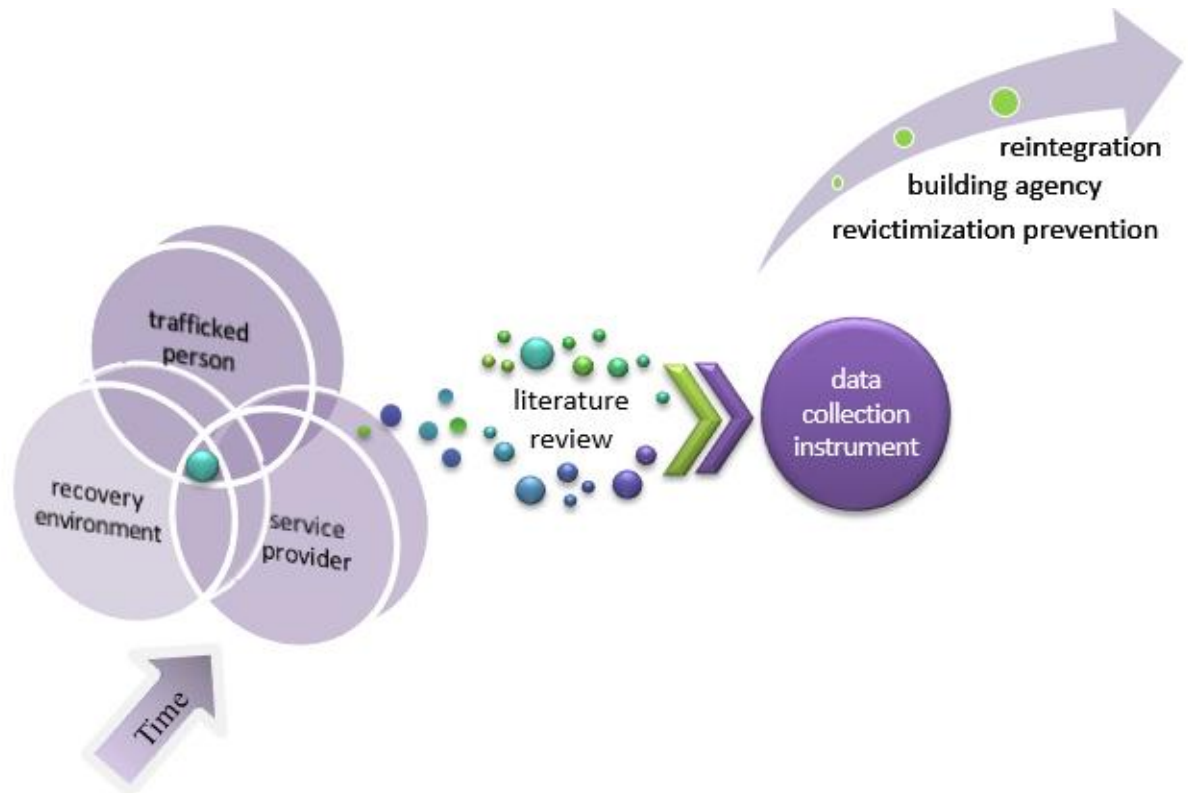 trafficked
person
recovery
environment
service
provider
Time
literature
review
data
collection
instrument
reintegration
building agency
revictimization prevention